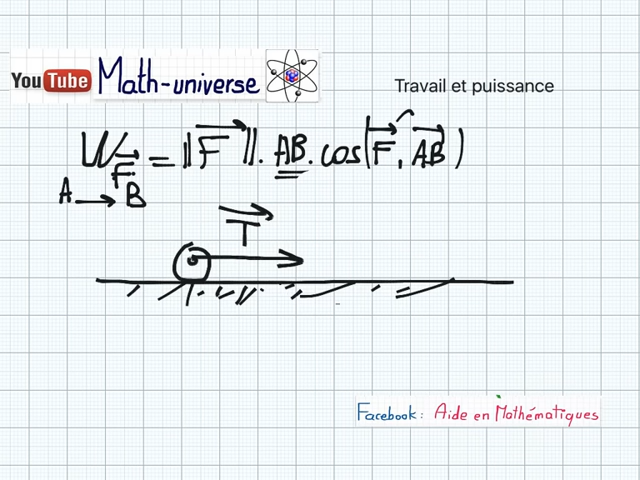 YouTube Math-universe
Travail et puissance
W F⃗ = ||F⃗||. AB. cos(F⃗, AB⃗)
A → B
T⃗
Facebook: Aide en Mathématiques